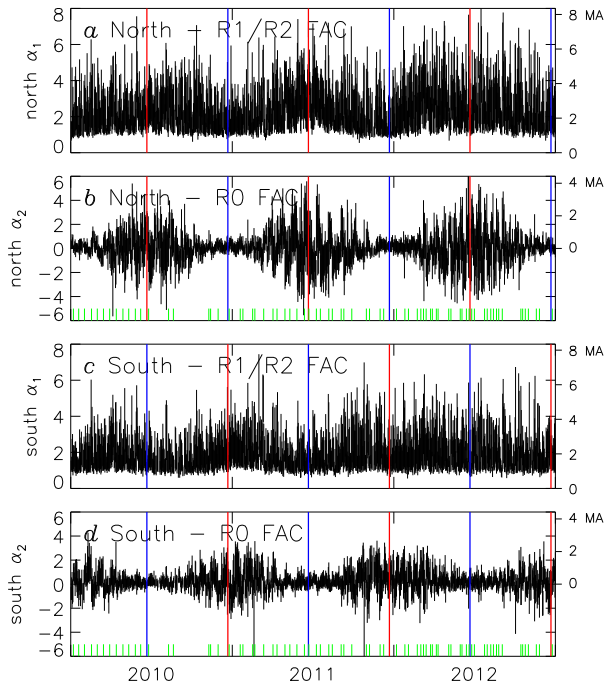 a North – R1/R2 FAC
8
6
4
2
0
north α1
8 MA
6
4
2
0
b North – R0 FAC
6
4
2
0
−2
−4
−6
north α2
4 MA
2
0
c South – R1/R2 FAC
8
6
4
2
0
south α1
8 MA
6
4
2
0
d South – R0 FAC
6
4
2
0
−2
−4
−6
south α2
4 MA
2
0
2010 2011 2012